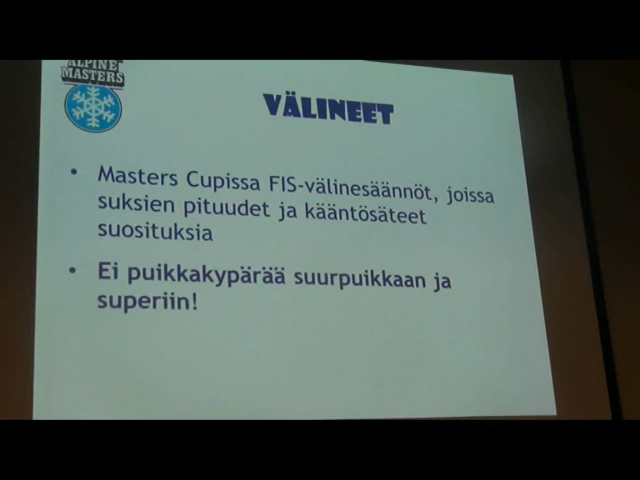 ALPINE
MASTERS
VÄLINEET
• Masters Cupissa FIS-välinesäännöt, joissa
suksien pituudet ja kääntösäteet
suosituksia
• Ei puikkakypärää suurpuikkaan ja
superiin!